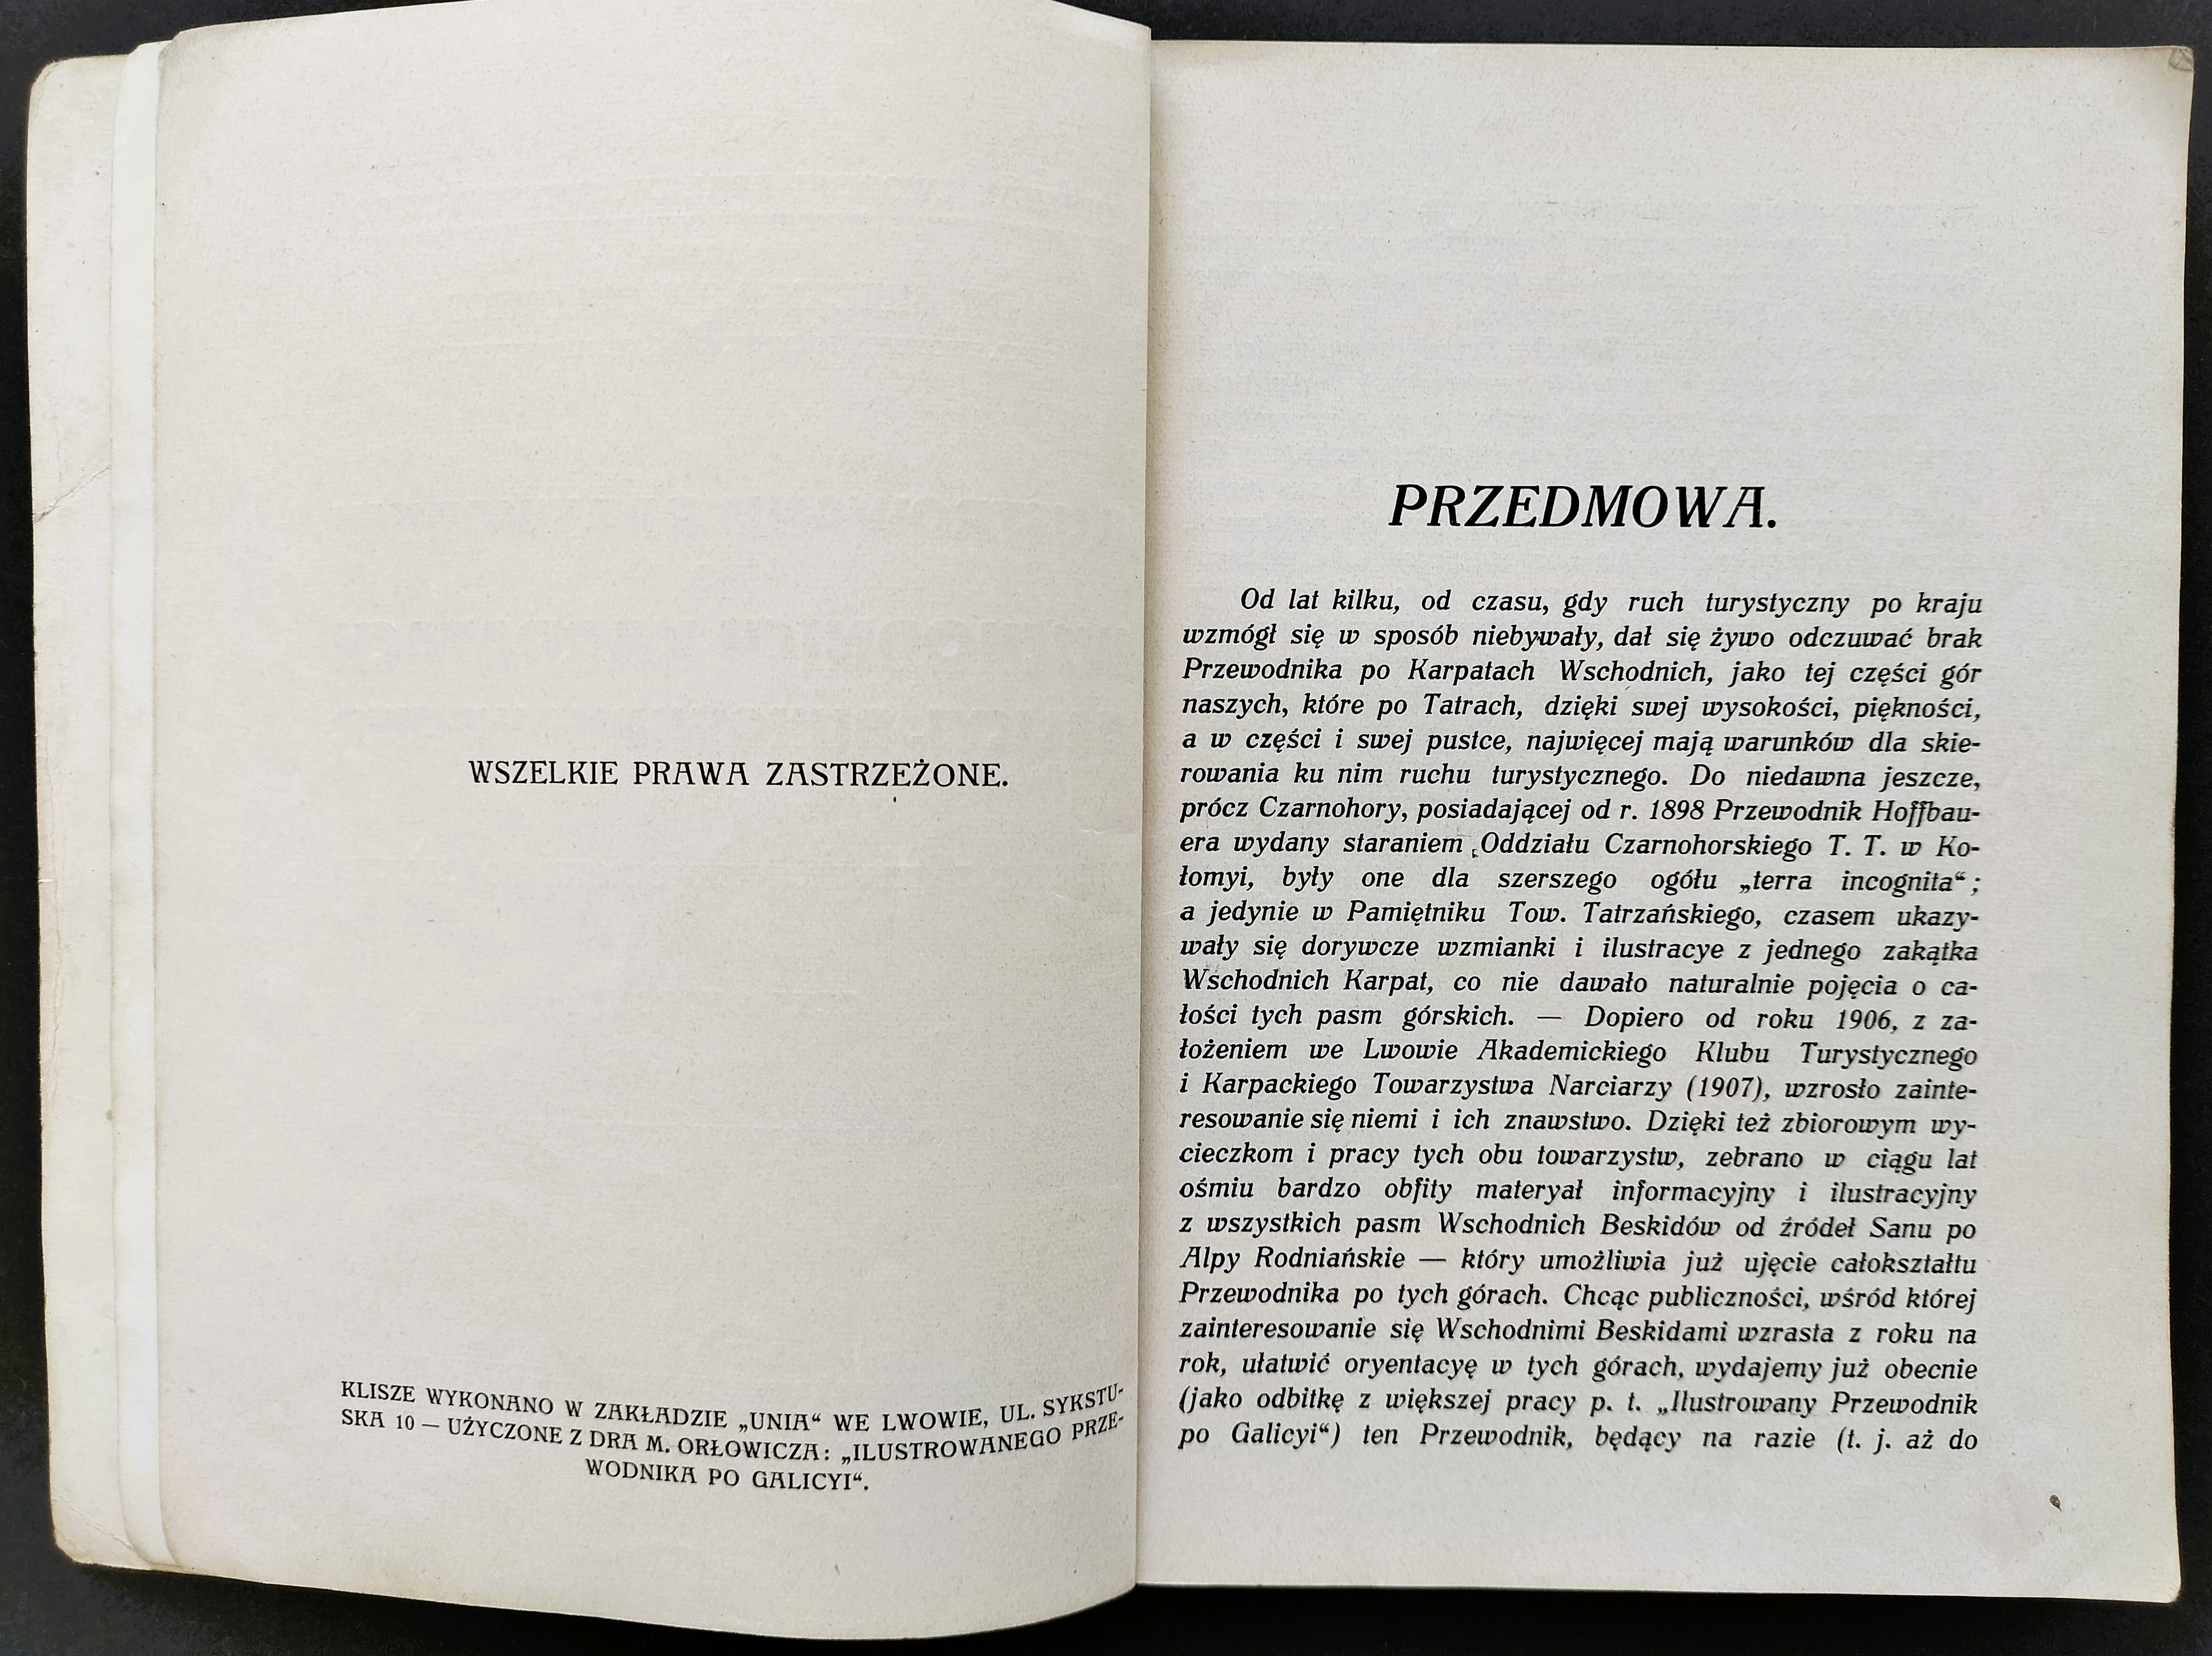 WSZELKIE PRAWA ZASTRZEŻONE.
KLISZE WYKONANO W ZAKŁADZIE „UNIA“ WE LWOWIE, UL. SYKSTU-
SKA 10 — UŻYCZONE Z DRA M. ORŁOWICZA: „ILUSTROWANEGO PRZE-
WODNIKA PO GALICYI“.
PRZEDMOWA.
Od lat kilku, od czasu, gdy ruch turystyczny po kraju
wzmógł się w sposób niebywały, dał się żywo odczuwać brak
Przewodnika po Karpatach Wschodnich, jako tej części gór
naszych, które po Tatrach, dzięki swej wysokości, piękności,
a w części i swej pustce, najwięcej mają warunków dla skie-
rowania ku nim ruchu turystycznego. Do niedawna jeszcze,
prócz Czarnohory, posiadającej od r. 1898 Przewodnik Hoffbau-
era wydany staraniem Oddziału Czarnohorskiego T. T. w Ko-
łomyi, były one dla szerszego ogółu „terra incognita“;
a jedynie w Pamiętniku Tow. Tatrzańskiego, czasem ukazy-
wały się dorywcze wzmianki i ilustracye z jednego zakątka
Wschodnich Karpat, co nie dawało naturalnie pojęcia o ca-
łości tych pasm górskich. — Dopiero od roku 1906, z za-
łożeniem we Lwowie Akademickiego Klubu Turystycznego
i Karpackiego Towarzystwa Narciarzy (1907), wzrosło zainte-
resowanie się niemi i ich znawstwo. Dzięki też zbiorowym wy-
cieczkom i pracy tych obu towarzystw, zebrano w ciągu lat
ośmiu bardzo obfity materyał informacyjny i ilustracyjny
z wszystkich pasm Wschodnich Beskidów od źródeł Sanu po
Alpy Rodniańskie — który umożliwia już ujęcie całokształtu
Przewodnika po tych górach. Chcąc publiczności, wśród której
zainteresowanie się Wschodnimi Beskidami wzrasta z roku na
rok, ułatwić oryentacyę w tych górach, wydajemy już obecnie
(jako odbitkę z większej pracy p. t. „Ilustrowany Przewodnik
po Galicyi“) ten Przewodnik, będący na razie (t. j. aż do